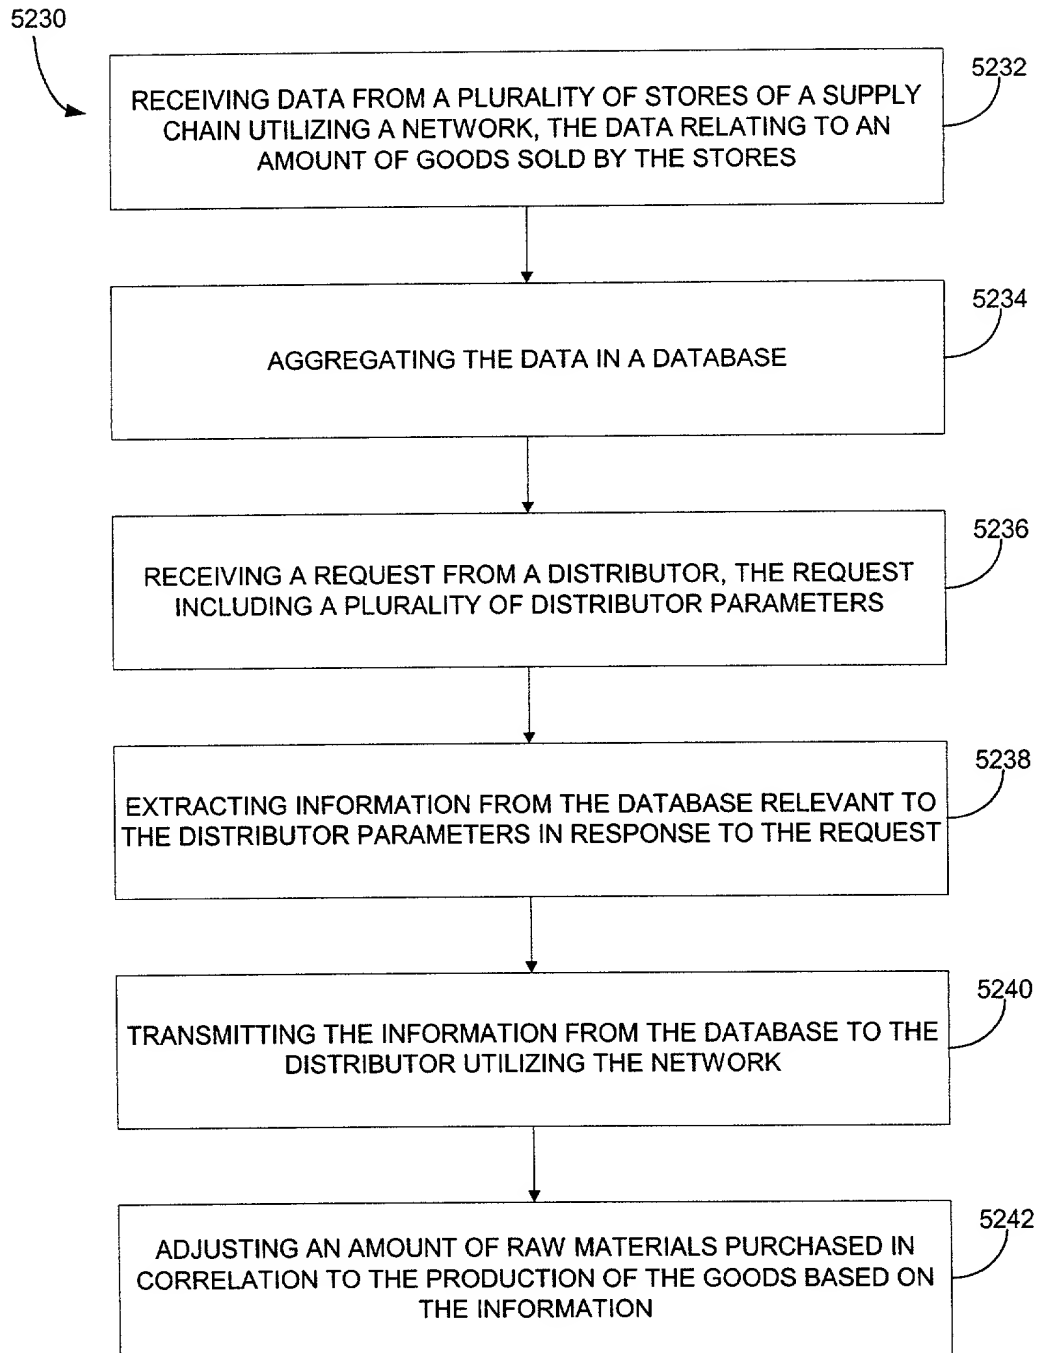 5230
5232
RECEIVING DATA FROM A PLURALITY OF STORES OF A SUPPLY
CHAIN UTILIZING A NETWORK, THE DATA RELATING TO AN
AMOUNT OF GOODS SOLD BY THE STORES
5234
AGGREGATING THE DATA IN A DATABASE
5236
RECEIVING A REQUEST FROM A DISTRIBUTOR, THE REQUEST
INCLUDING A PLURALITY OF DISTRIBUTOR PARAMETERS
5238
EXTRACTING INFORMATION FROM THE DATABASE RELEVANT TO
THE DISTRIBUTOR PARAMETERS IN RESPONSE TO THE REQUEST
5240
TRANSMITTING THE INFORMATION FROM THE DATABASE TO THE
DISTRIBUTOR UTILIZING THE NETWORK
5242
ADJUSTING AN AMOUNT OF RAW MATERIALS PURCHASED IN
CORRELATION TO THE PRODUCTION OF THE GOODS BASED ON
THE INFORMATION